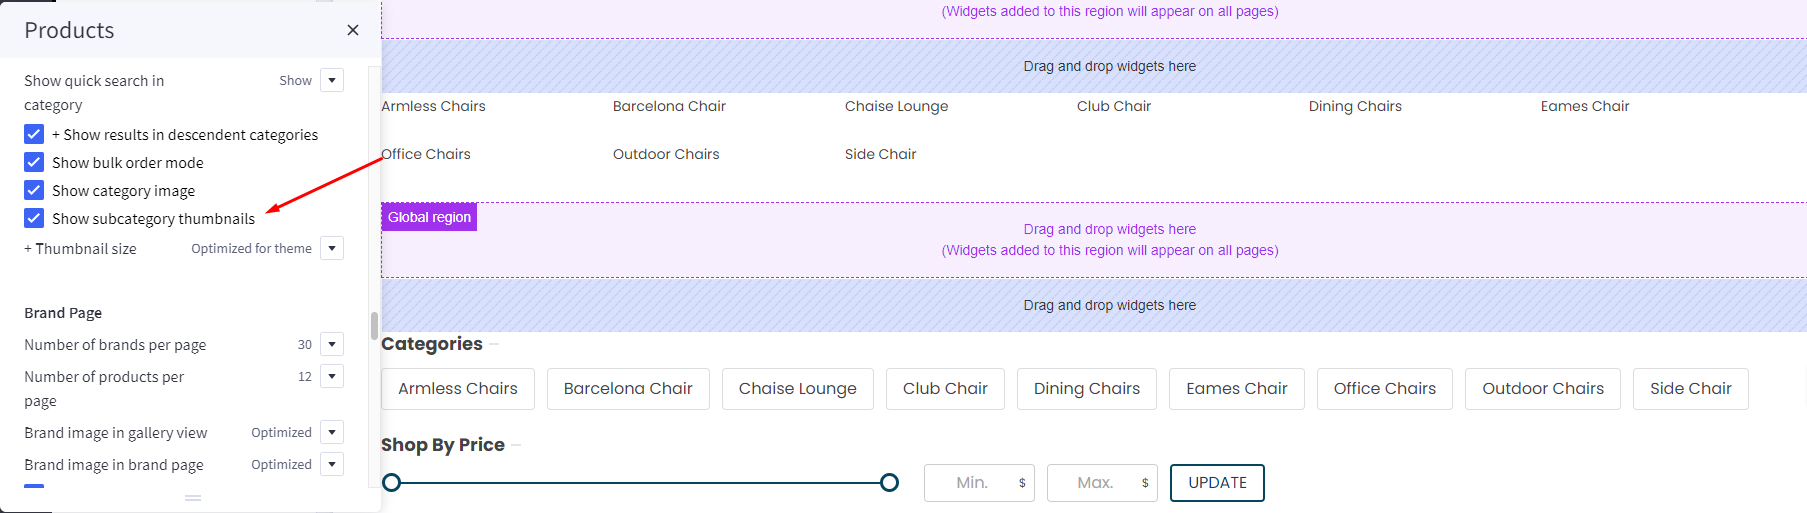 Products
Show quick search in
category
Show
+ Show results in descendent categories
Show bulk order mode
Show category image
Show subcategory thumbnails
+ Thumbnail size
Optimized for theme
Brand Page
Number of brands per page
30
Number of products per
page
12
Brand image in gallery view
Optimized
Brand image in brand page
Optimized
(Widgets added to this region will appear on all pages)
Drag and drop widgets here
Armless Chairs Barcelona Chair Chaise Lounge Club Chair Dining Chairs Eames Chair
Office Chairs Outdoor Chairs Side Chair
Global region
Drag and drop widgets here
(Widgets added to this region will appear on all pages)
Drag and drop widgets here
Categories
Armless Chairs Barcelona Chair Chaise Lounge Club Chair Dining Chairs Eames Chair Office Chairs Outdoor Chairs Side Chair
Shop By Price
Min. $ Max. $ UPDATE